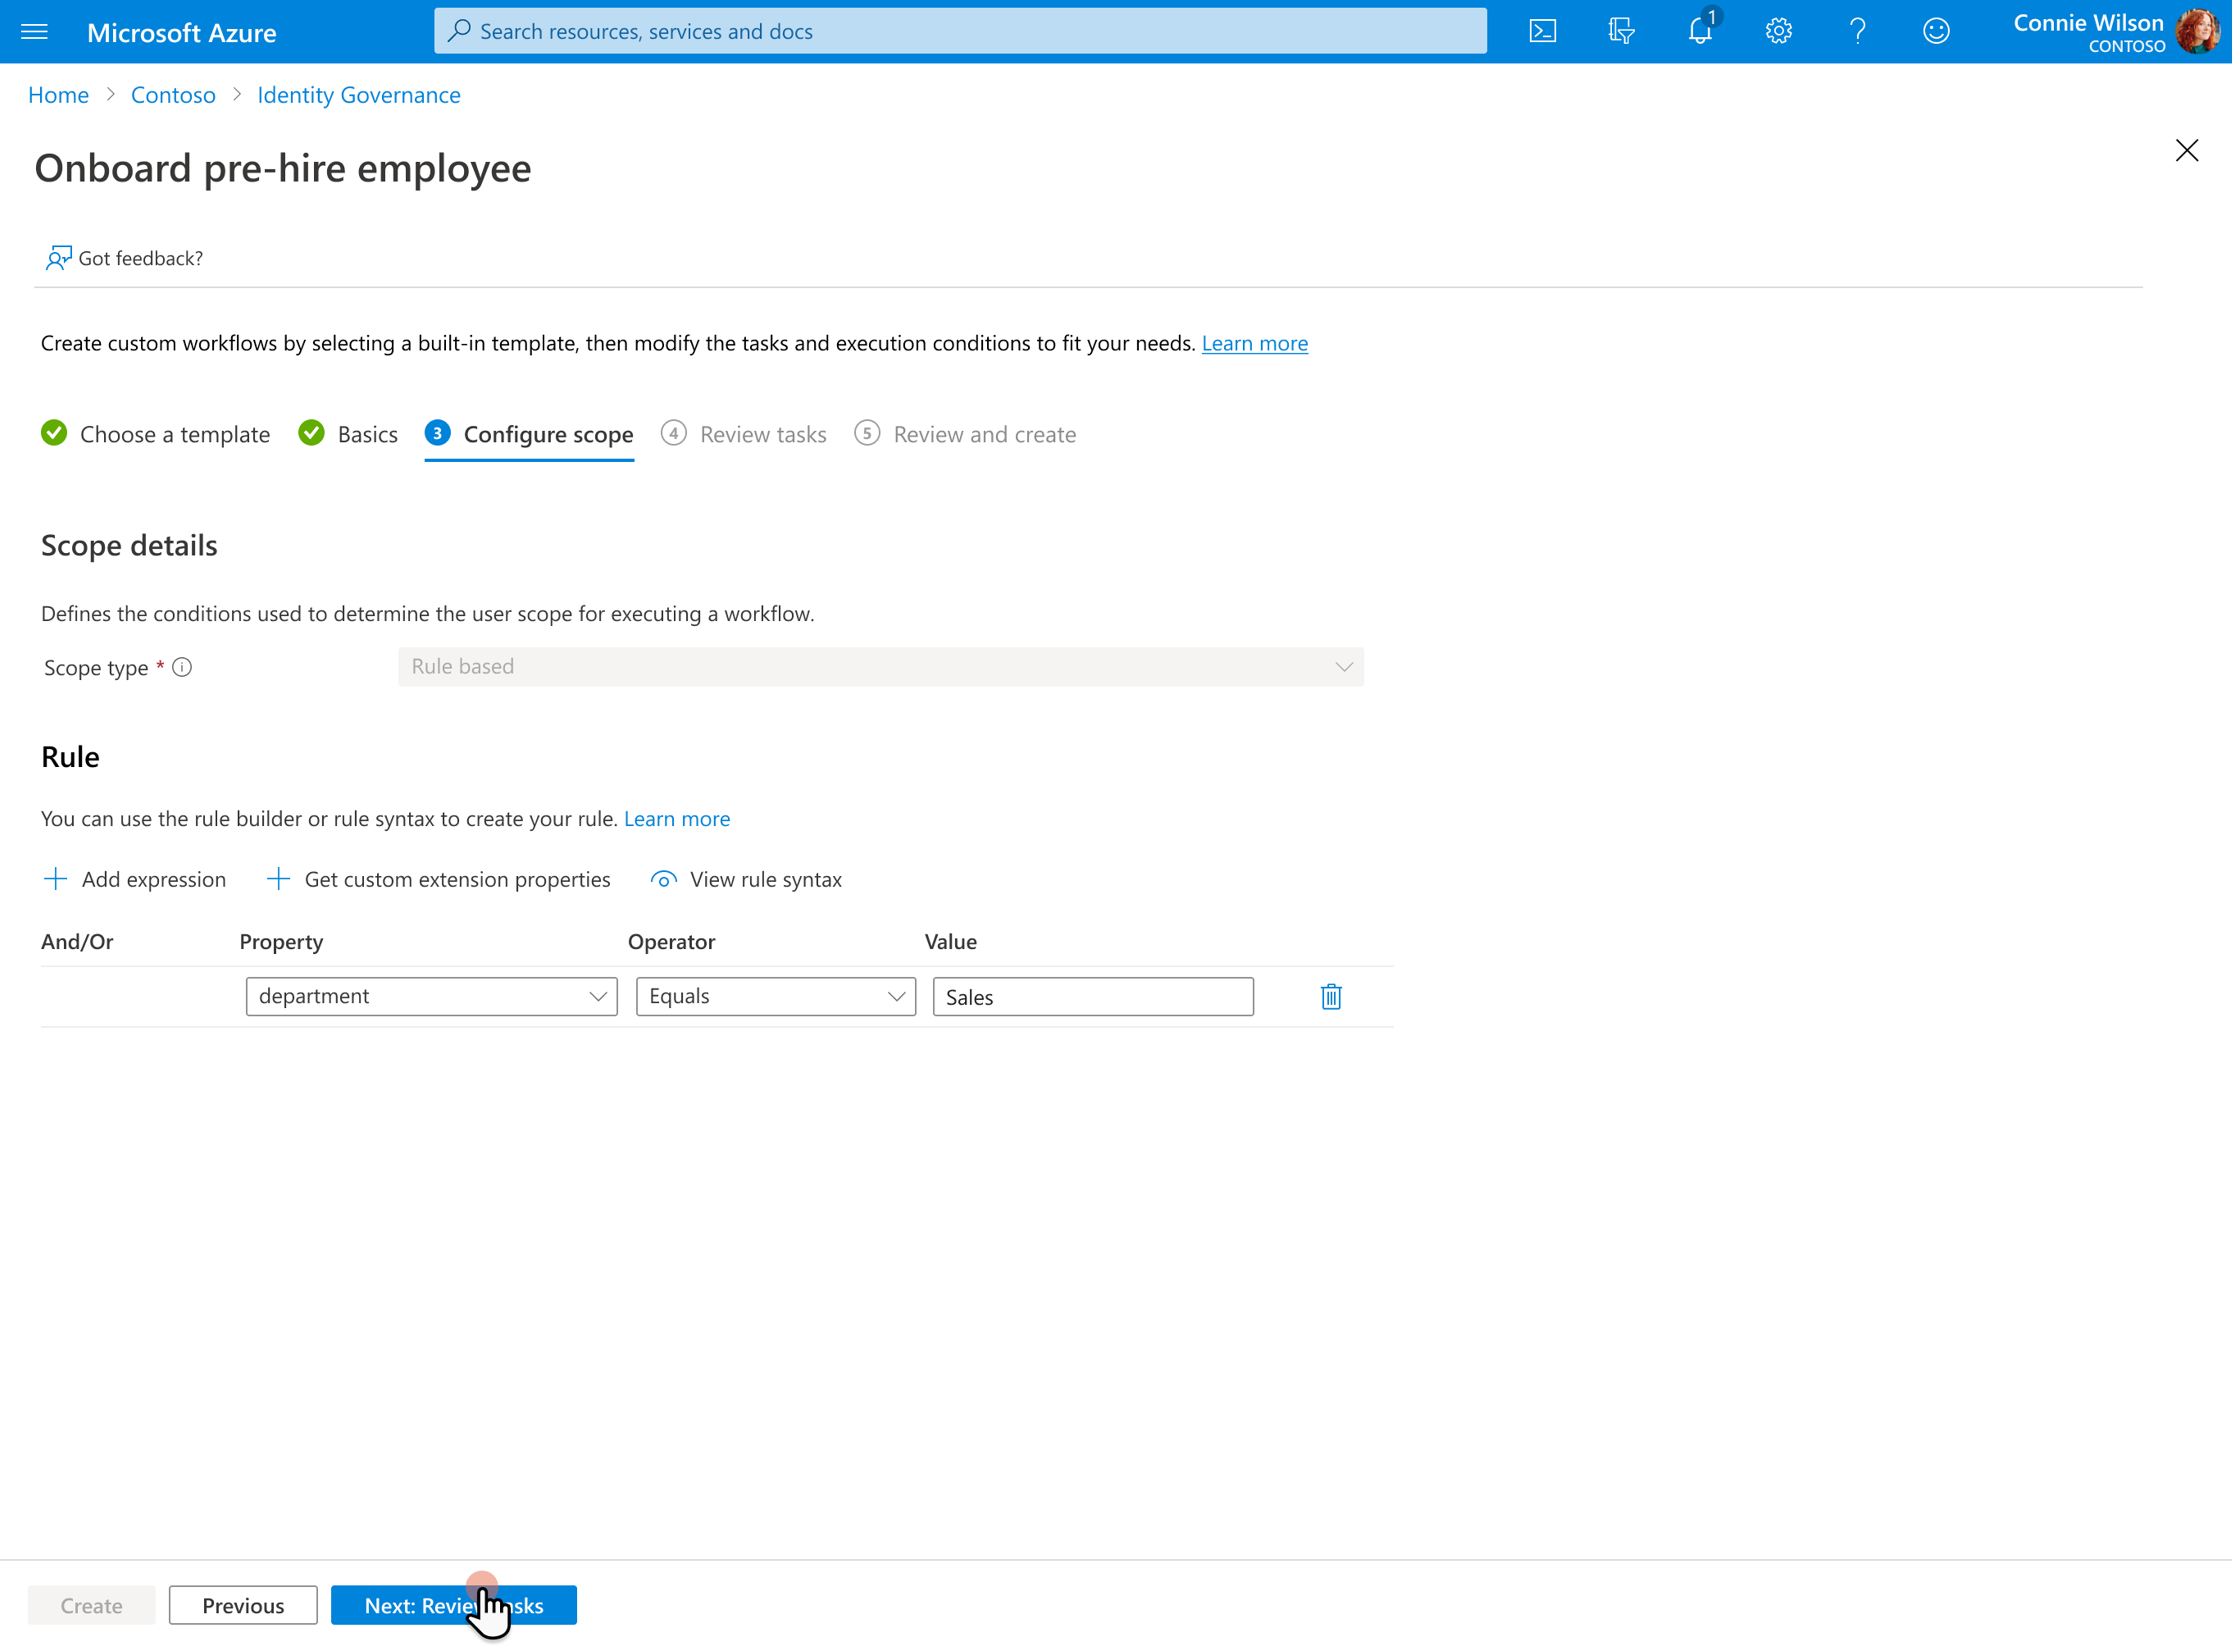 Microsoft Azure
Search resources, services and docs
1
Connie Wilson
CONTOSO
Home > Contoso > Identity Governance
Onboard pre-hire employee
Got feedback?
Create custom workflows by selecting a built-in template, then modify the tasks and execution conditions to fit your needs. Learn more
Choose a template Basics 3 Configure scope 4 Review tasks 5 Review and create
Scope details
Defines the conditions used to determine the user scope for executing a workflow.
Scope type * Rule based
Rule
You can use the rule builder or rule syntax to create your rule. Learn more
Add expression Get custom extension properties View rule syntax
And/Or Property Operator Value
department Equals Sales
Create Previous Next: Review tasks